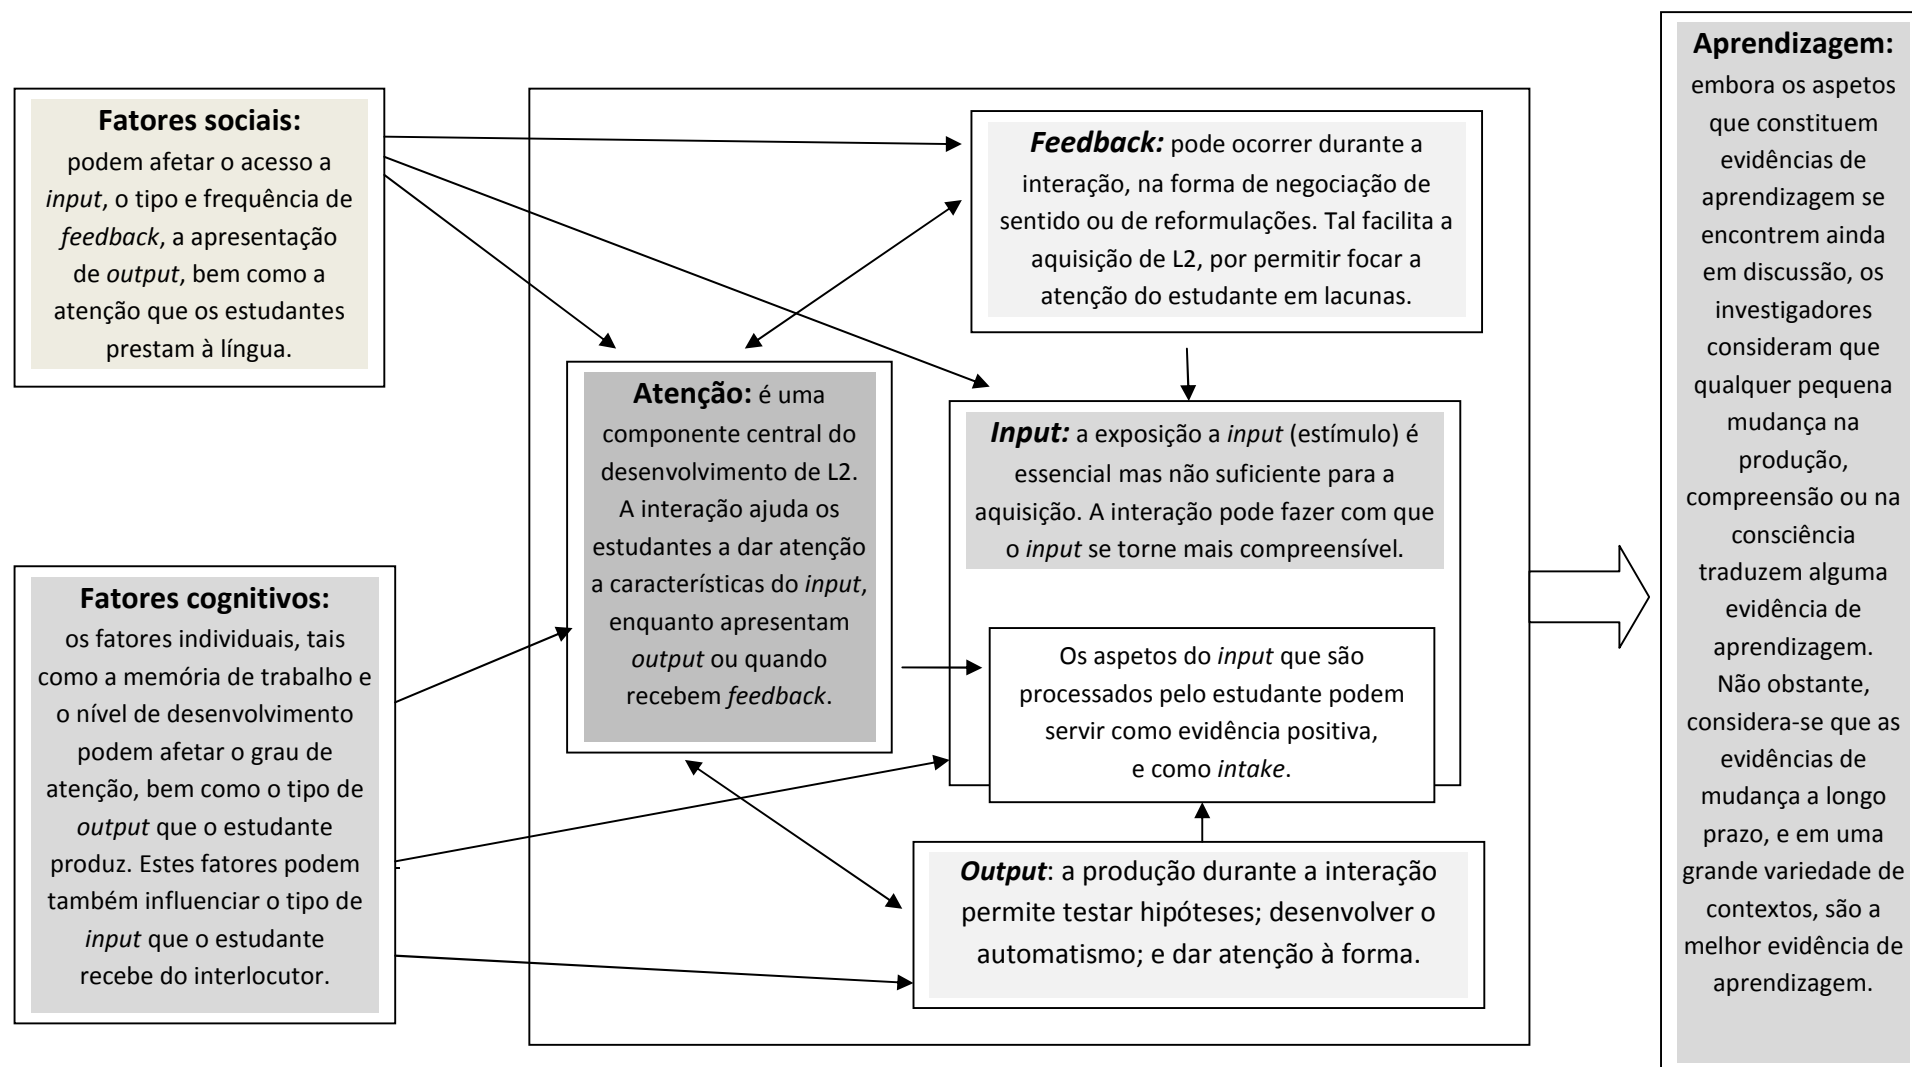 Fatores sociais:
podem afetar o acesso a
input, o tipo e frequência de
feedback, a apresentação
de output, bem como a
atenção que os estudantes
prestam à língua.
Fatores cognitivos:
os fatores individuais, tais
como a memória de trabalho e
o nível de desenvolvimento
podem afetar o grau de
atenção, bem como o tipo de
output que o estudante
produz. Estes fatores podem
também influenciar o tipo de
input que o estudante
recebe do interlocutor.
Atenção: é uma
componente central do
desenvolvimento de L2.
A interação ajuda os
estudantes a dar atenção
a características do input,
enquanto apresentam
output ou quando
recebem feedback.
Feedback: pode ocorrer durante a
interação, na forma de negociação de
sentido ou de reformulações. Tal facilita a
aquisição de L2, por permitir focar a
atenção do estudante em lacunas.
Input: a exposição a input (estímulo) é
essencial mas não suficiente para a
aquisição. A interação pode fazer com que
o input se torne mais compreensível.
Os aspetos do input que são
processados pelo estudante podem
servir como evidência positiva,
e como intake.
Output: a produção durante a interação
permite testar hipóteses; desenvolver o
automatismo; e dar atenção à forma.
Aprendizagem:
embora os aspetos
que constituem
evidências de
aprendizagem se
encontrem ainda
em discussão, os
investigadores
consideram que
qualquer pequena
mudança na
produção,
compreensão ou na
consciência
traduzem alguma
evidência de
aprendizagem.
Não obstante,
considera-se que as
evidências de
mudança a longo
prazo, e em uma
grande variedade de
contextos, são a
melhor evidência de
aprendizagem.